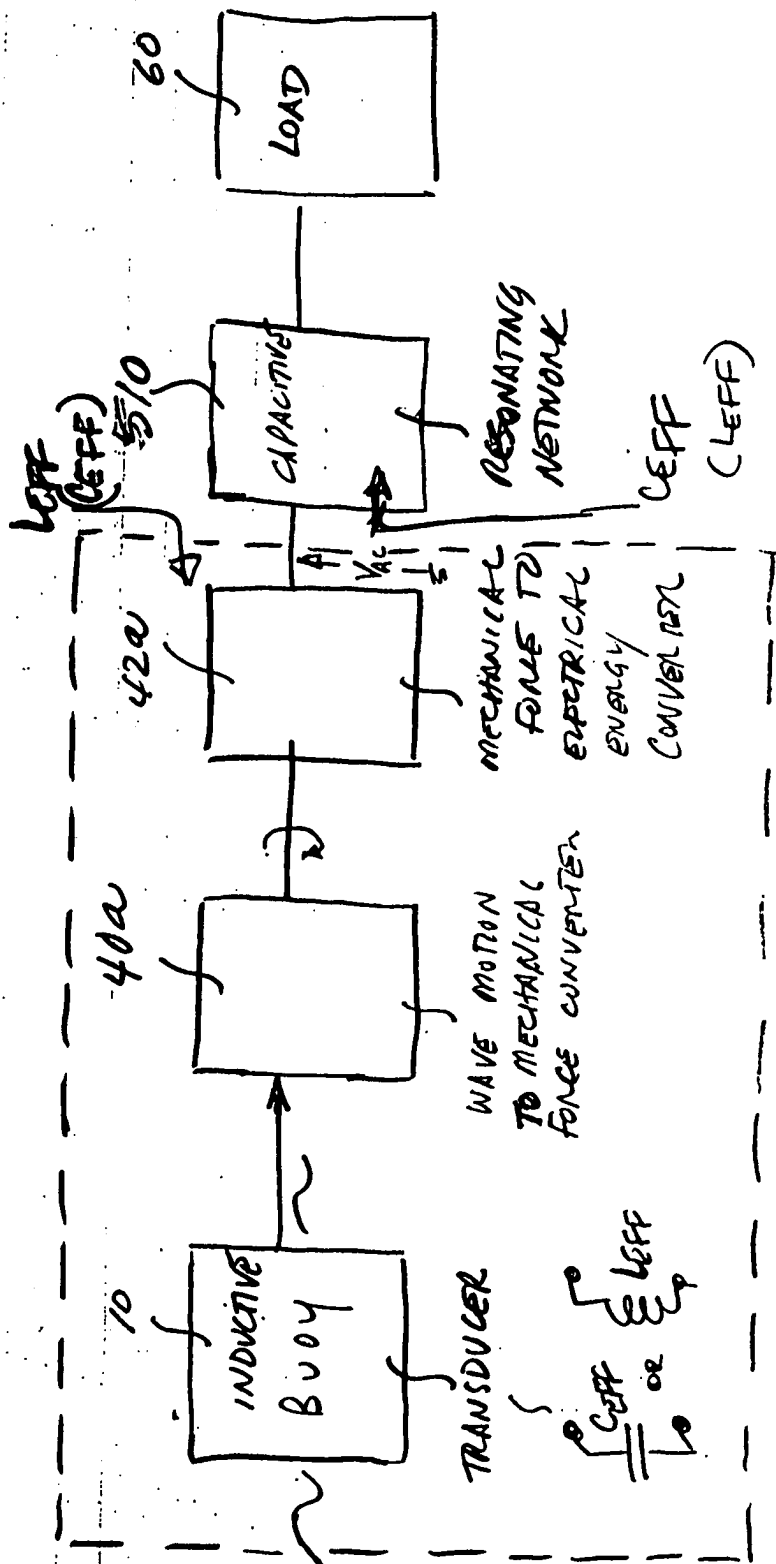 10
INDUCTIVE
BUOY
TRANSDUCER
CEFF
OR
LEFF
40a
WAVE MOTION
TO MECHANICAL
FORCE CONVERTER
42a
MECHANICAL
FORCE TO
ELECTRICAL
ENERGY
CONVERTER
LEFF
(CEFF)
VAC
510
CAPACITIVE
RESONATING
NETWORK
CEFF
(LEFF)
60
LOAD